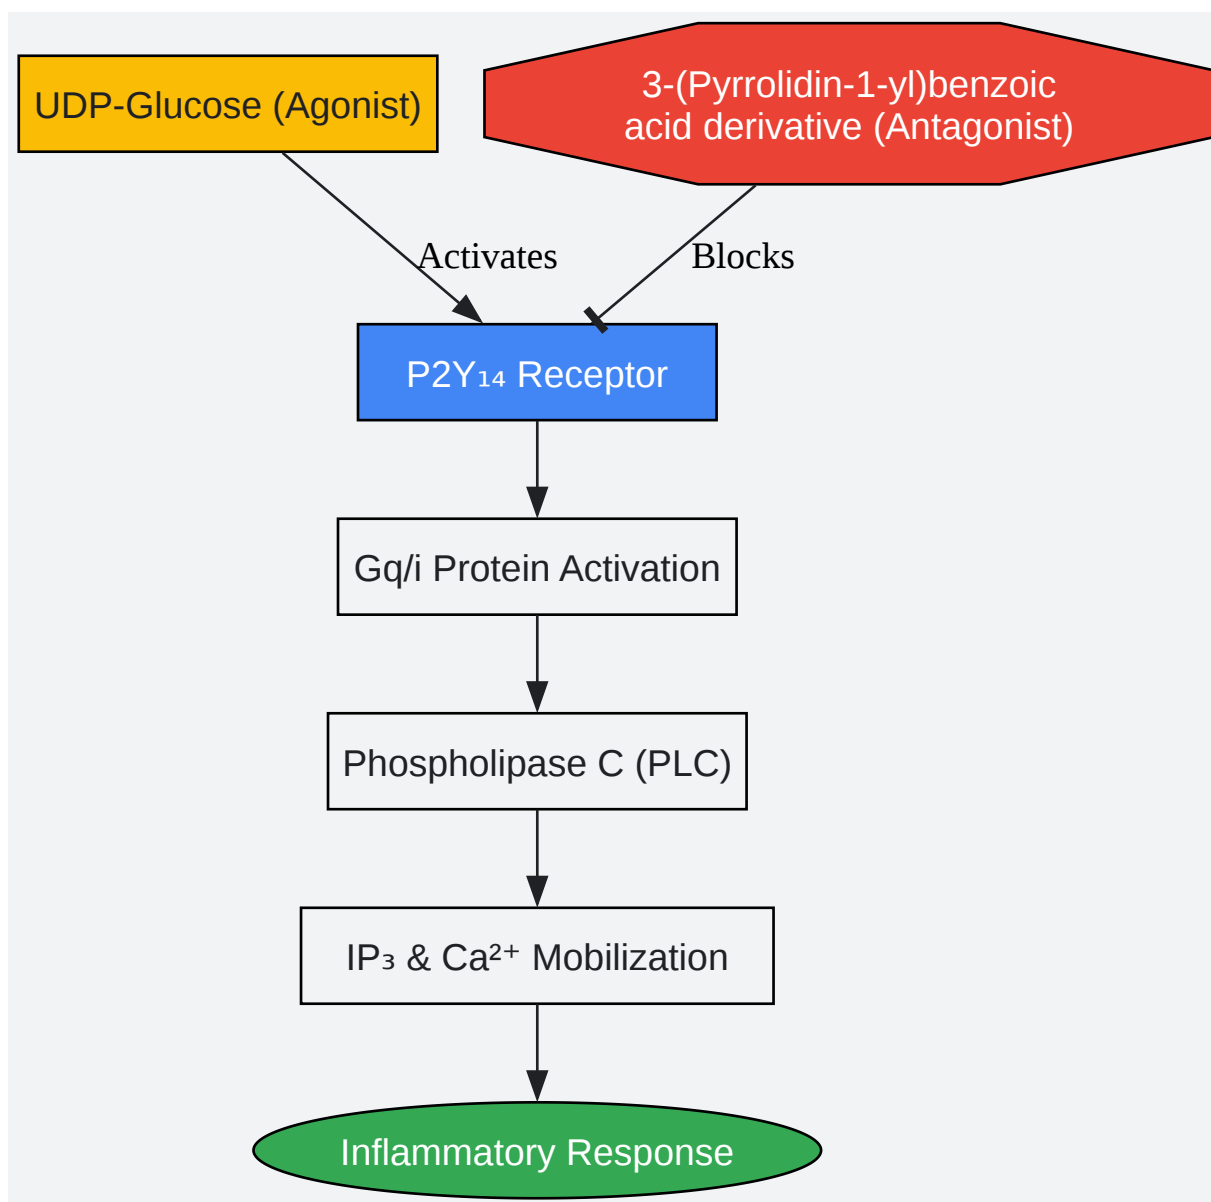 UDP-Glucose (Agonist)
3-(Pyrrolidin-1-yl)benzoic
acid derivative (Antagonist)
Activates
Blocks
P2Y₁₄ Receptor
Gq/i Protein Activation
Phospholipase C (PLC)
IP₃ & Ca²⁺ Mobilization
Inflammatory Response